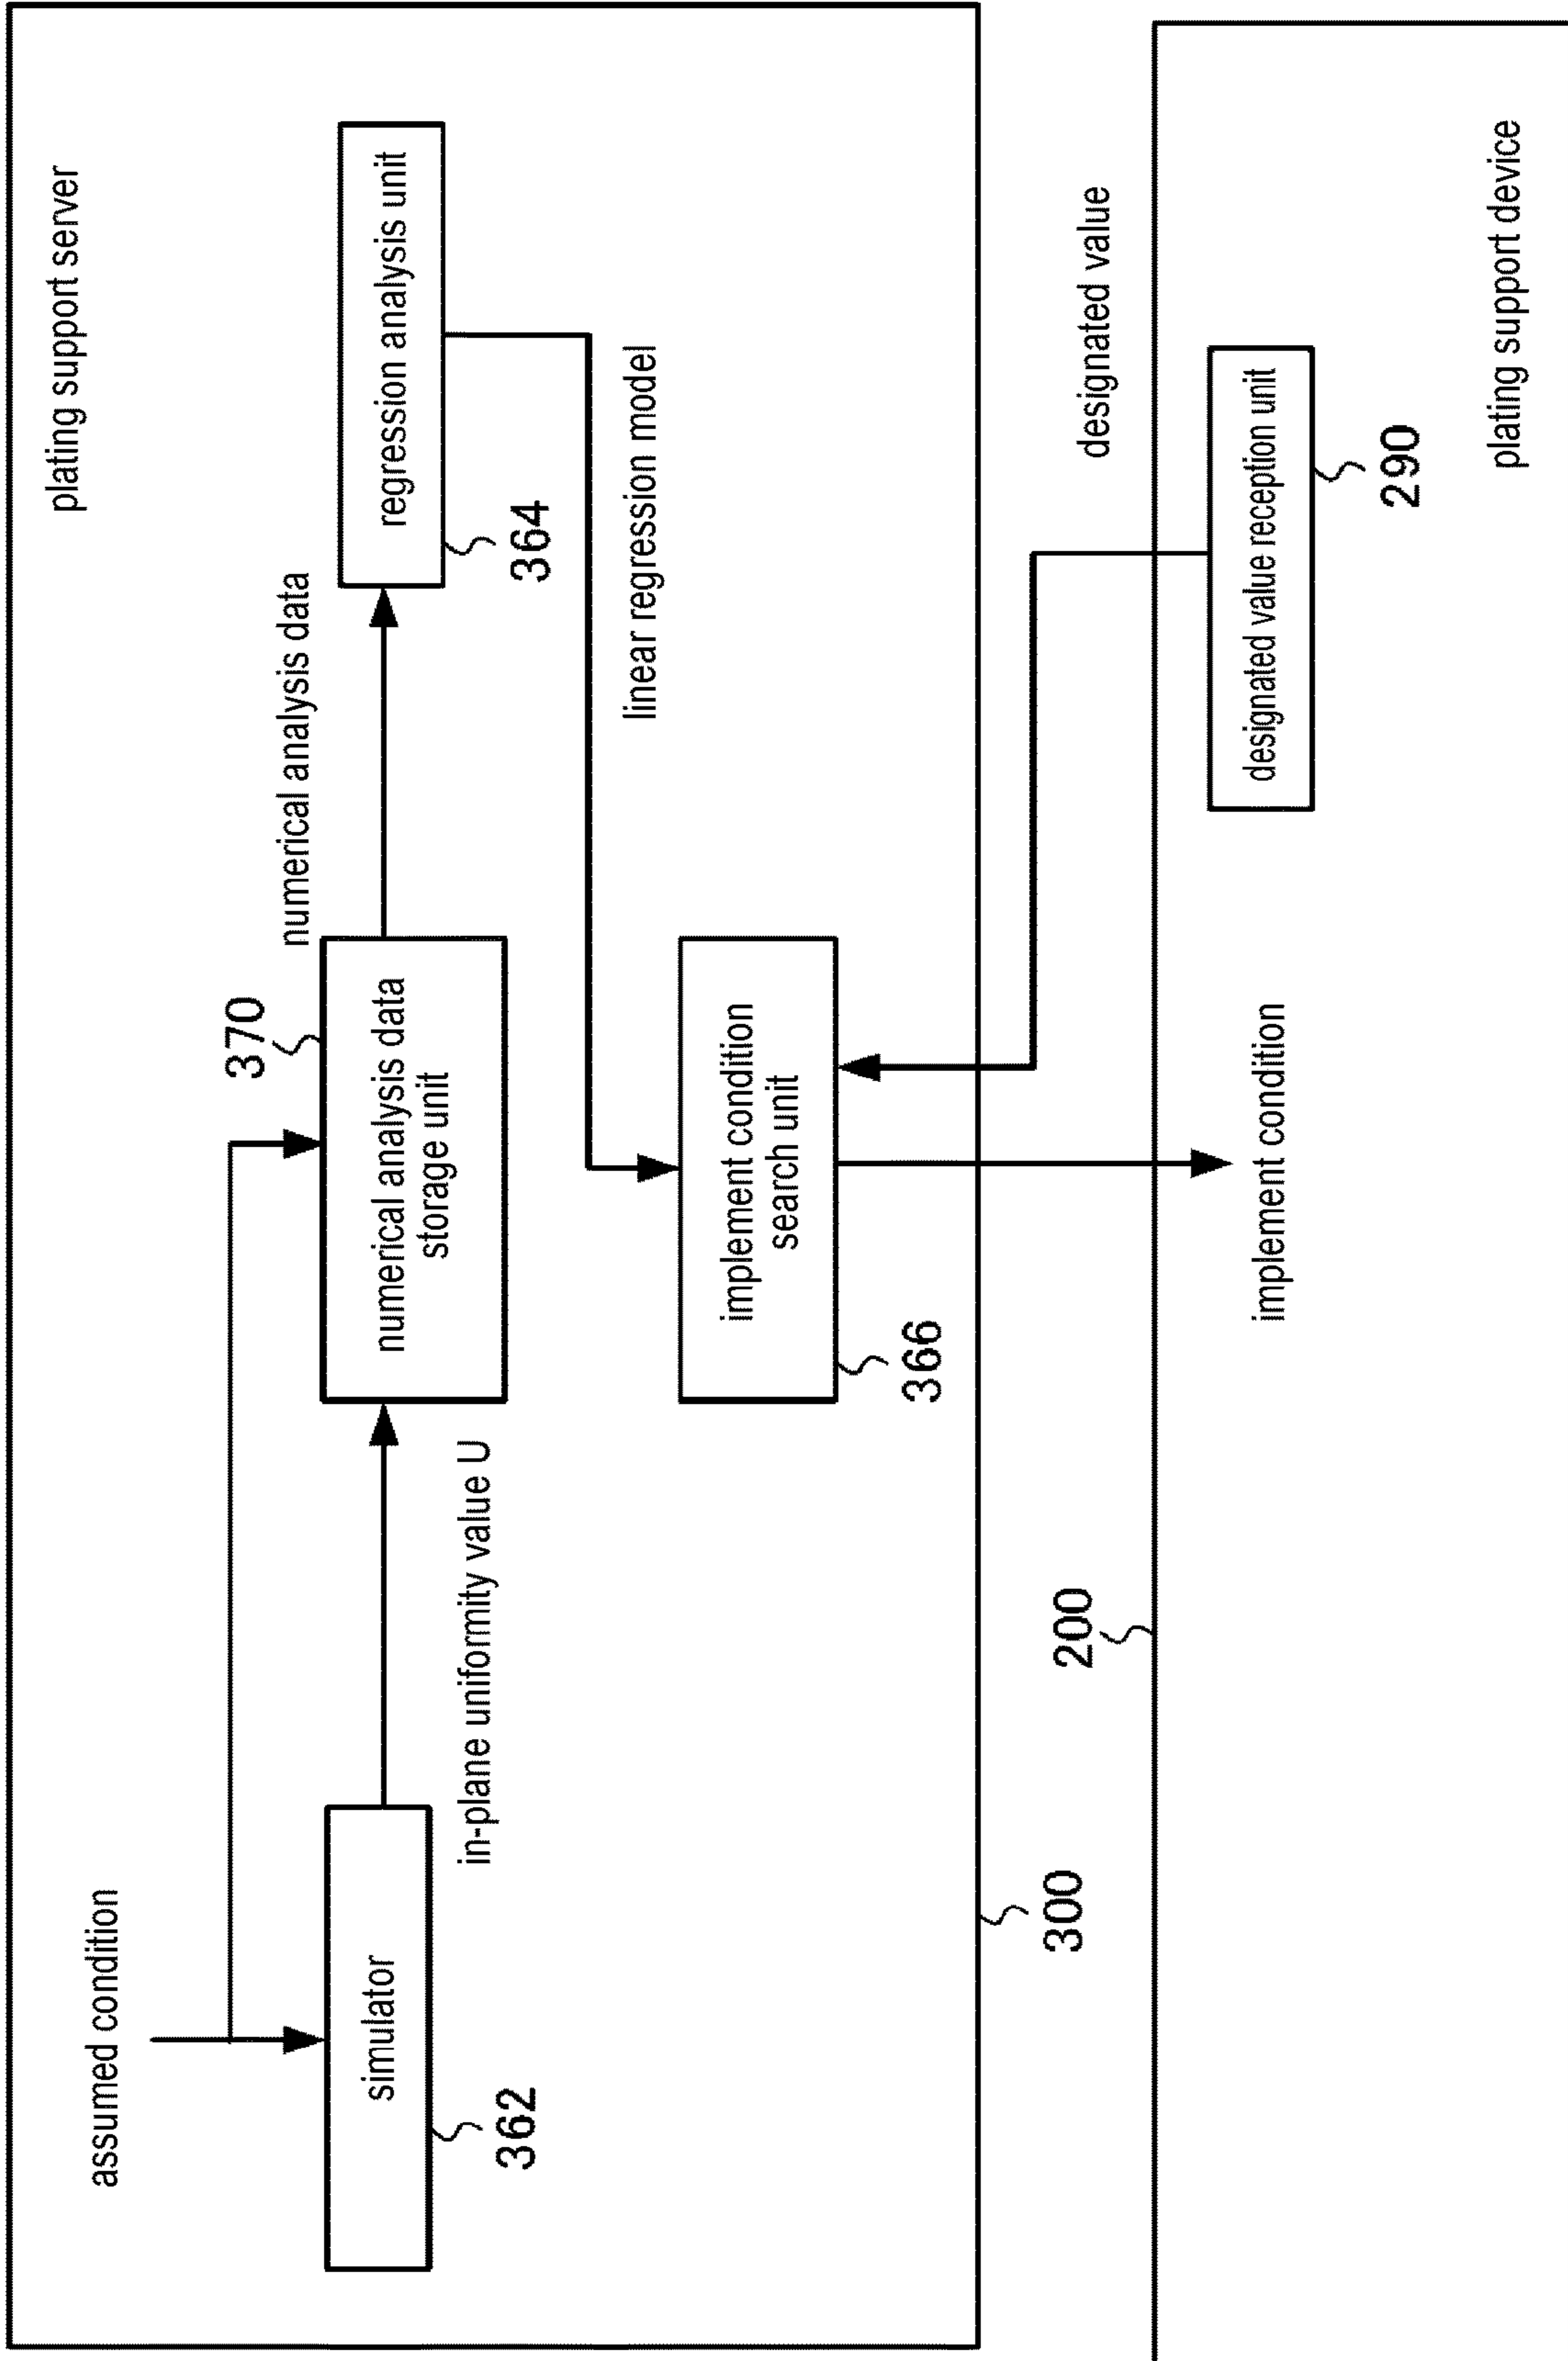 plating support server
assumed condition
370
numerical analysis data
simulator
numerical analysis data
storage unit
regression analysis unit
362
in-plane uniformity value U
364
linear regression model
implement condition
search unit
366
300
200
designated value
implement condition
designated value reception unit
290
plating support device